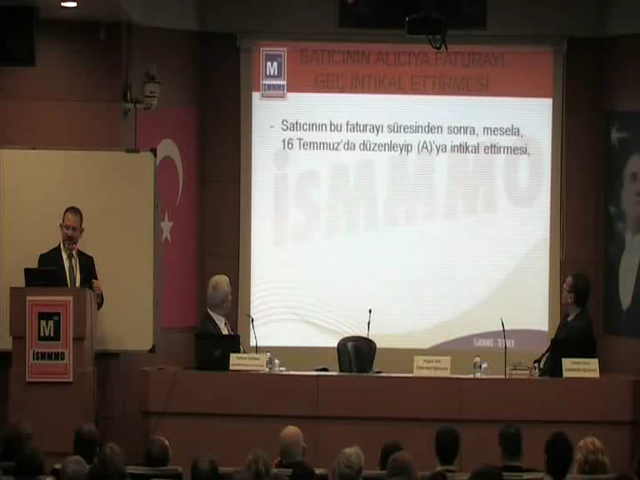 SATICININ ALICIYA FATURAYI
GEÇ İNTİKAL ETTİRMESİ
M
İSMMMO
- Satıcının bu faturayı süresinden sonra, mesela,
16 Temmuz'da düzenleyip (A)'ya intikal ettirmesi,
İSMMMO
M
İSMMMO